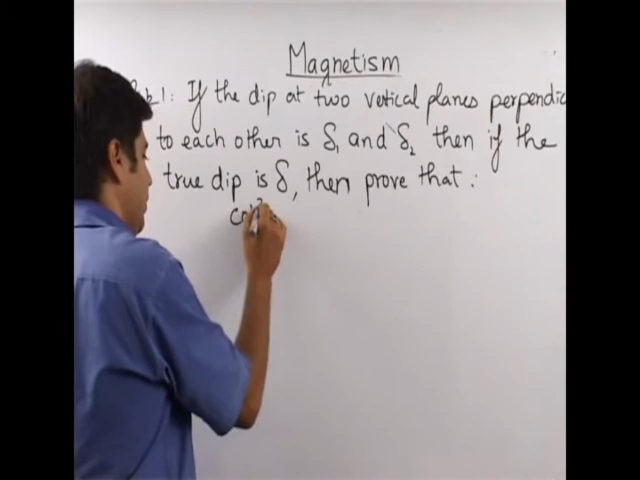 Magnetism
1: If the dip at two vertical planes perpendic
to each other is δ₁ and δ₂ then if the
true dip is δ, then prove that :